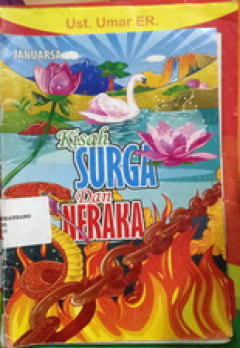 Ust. Umar ER.
JANUARSA
Kisah
SURGA
Dan
NERAKA